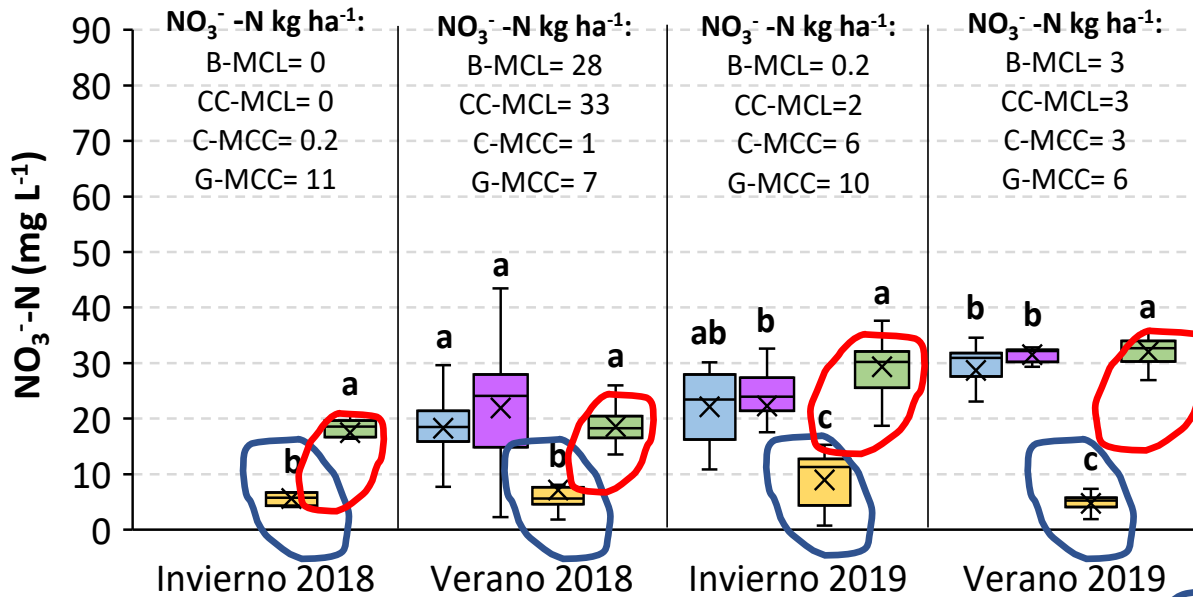 NO₃⁻ -N (mg L⁻¹)
90
80
70
60
50
40
30
20
10
0
NO₃⁻ -N kg ha⁻¹:
B-MCL= 0
CC-MCL= 0
C-MCC= 0.2
G-MCC= 11
b
a
Invierno 2018
NO₃⁻ -N kg ha⁻¹:
B-MCL= 28
CC-MCL= 33
C-MCC= 1
G-MCC= 7
a
a
b
a
Verano 2018
NO₃⁻ -N kg ha⁻¹:
B-MCL= 0.2
CC-MCL=2
C-MCC= 6
G-MCC= 10
ab
b
c
a
Invierno 2019
NO₃⁻ -N kg ha⁻¹:
B-MCL= 3
CC-MCL=3
C-MCC= 3
G-MCC= 6
b
b
c
a
Verano 2019